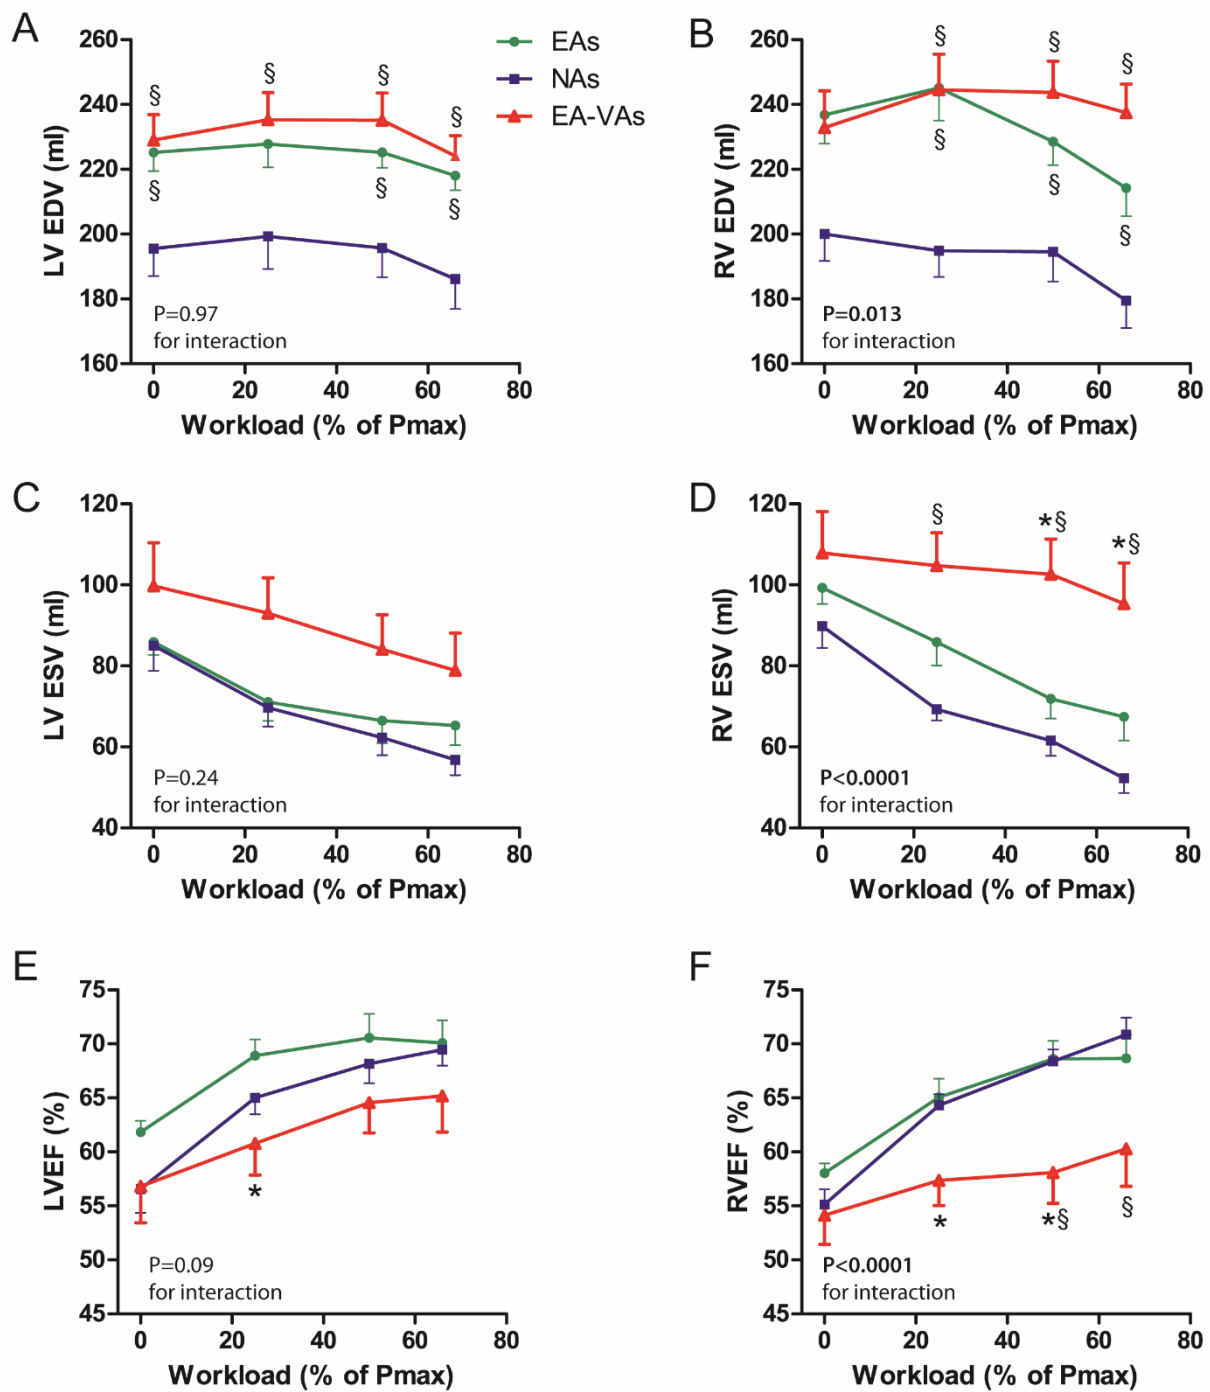 A
260
240
220
200
180
160
LV EDV (ml)
§ § § §
§ § §
P=0.97
for interaction
0 20 40 60 80
Workload (% of Pmax)
EAs
NAs
EA-VAs
B
260
240
220
200
180
160
RV EDV (ml)
§ § §
§ § §
P=0.013
for interaction
0 20 40 60 80
Workload (% of Pmax)
C
120
100
80
60
40
LV ESV (ml)
P=0.24
for interaction
0 20 40 60 80
Workload (% of Pmax)
D
120
100
80
60
40
RV ESV (ml)
§ *§ *§
P<0.0001
for interaction
0 20 40 60 80
Workload (% of Pmax)
E
75
70
65
60
55
50
45
LVEF (%)
*
P=0.09
for interaction
0 20 40 60 80
Workload (% of Pmax)
F
75
70
65
60
55
50
45
RVEF (%)
* *§ §
P<0.0001
for interaction
0 20 40 60 80
Workload (% of Pmax)